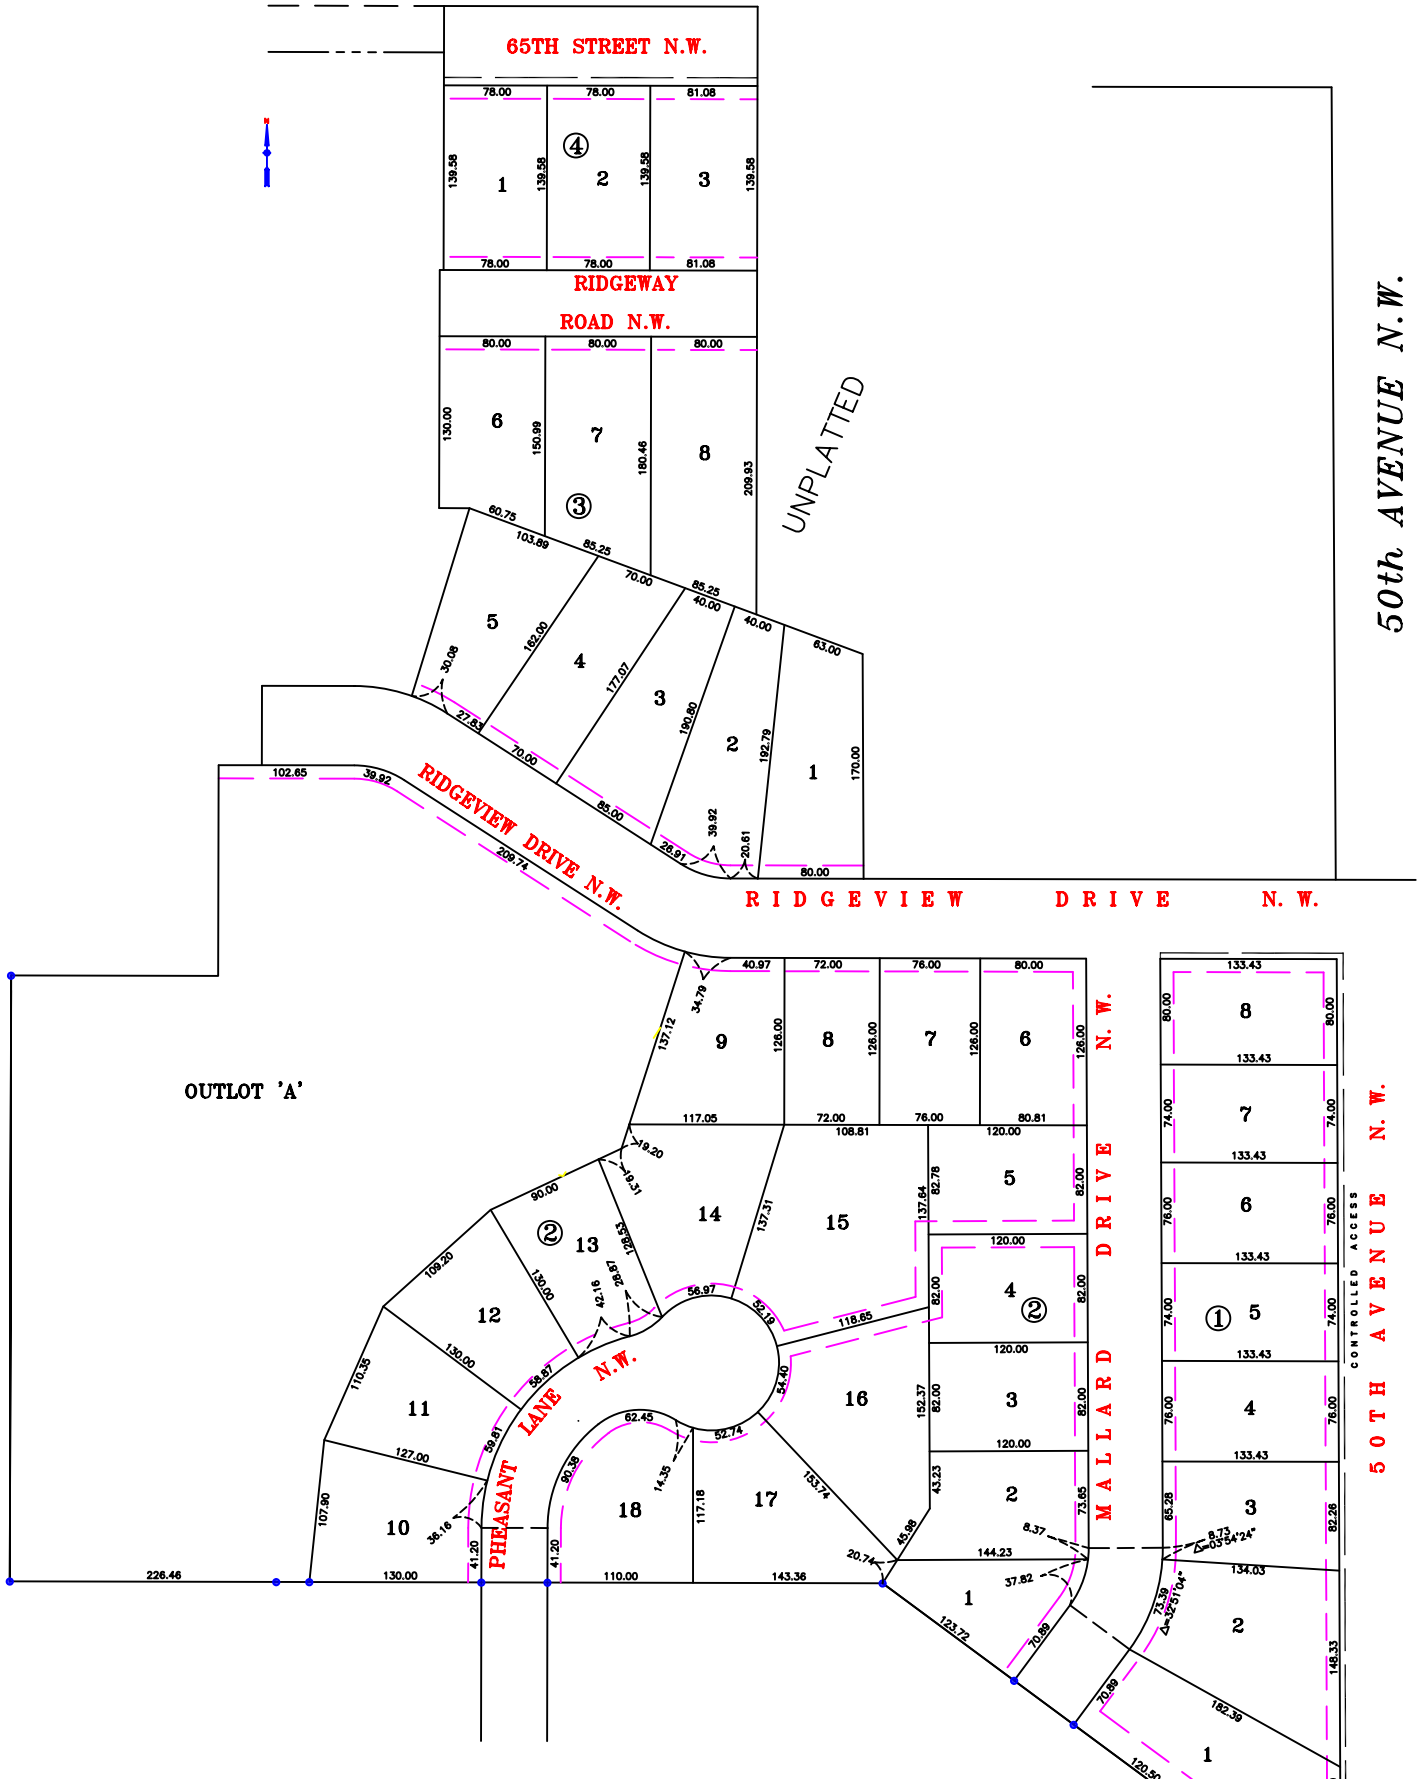 65TH STREET N.W.
78.00 78.00 81.08
N
④
139.58 1 139.58 2 139.58 3 139.58
78.00 78.00 81.08
RIDGEWAY
ROAD N.W.
80.00 80.00 80.00
130.00 6 150.99 7 180.46 8 209.93
③
UNPLATTED
50th AVENUE N.W.
60.75
103.89 85.25
70.00 85.25
40.00
40.00
63.00
5 162.00 4 177.07 3 190.80 2 192.79 1 170.00
30.08
27.83
70.00
85.00
26.91
39.92
20.61
80.00
102.65 39.92
RIDGEVIEW DRIVE N.W.
209.74
RIDGEVIEW DRIVE N. W.
40.97 72.00 76.00 80.00
34.79
137.12 9 126.00 8 126.00 7 126.00 6 126.00
117.05 72.00 76.00 80.81
133.43
80.00 8 80.00
133.43
74.00 7 74.00
133.43
76.00 6 76.00
133.43
74.00 ① 5 74.00
133.43
76.00 4 76.00
133.43
65.28 3 82.26
8.73
Δ=03°54'24"
134.03
73.39
Δ=32°51'04"
2 148.33
70.89
182.39
1
120.50
CONTROLLED ACCESS
50TH AVENUE N. W.
MALLARD DRIVE N. W.
OUTLOT 'A'
108.81 120.00
19.20
19.31
90.00
② 13 128.53 14 137.31 15 137.64 82.78 5 82.00
120.00
28.87
42.16
130.00
109.20
12
130.00
110.35
11
127.00
107.90
10
36.16
58.87
59.81
56.97
52.19
118.65
54.40
52.74
62.45
90.38
14.35
PHEASANT LANE N.W.
82.00 4 ② 82.00
120.00
16 152.37 82.00 3 82.00
120.00
43.23 2 73.65
153.74
45.98
8.37
20.74
144.23
37.82
1
18 117.18 17
41.20 41.20
226.46 130.00 110.00 143.36
123.72
70.89